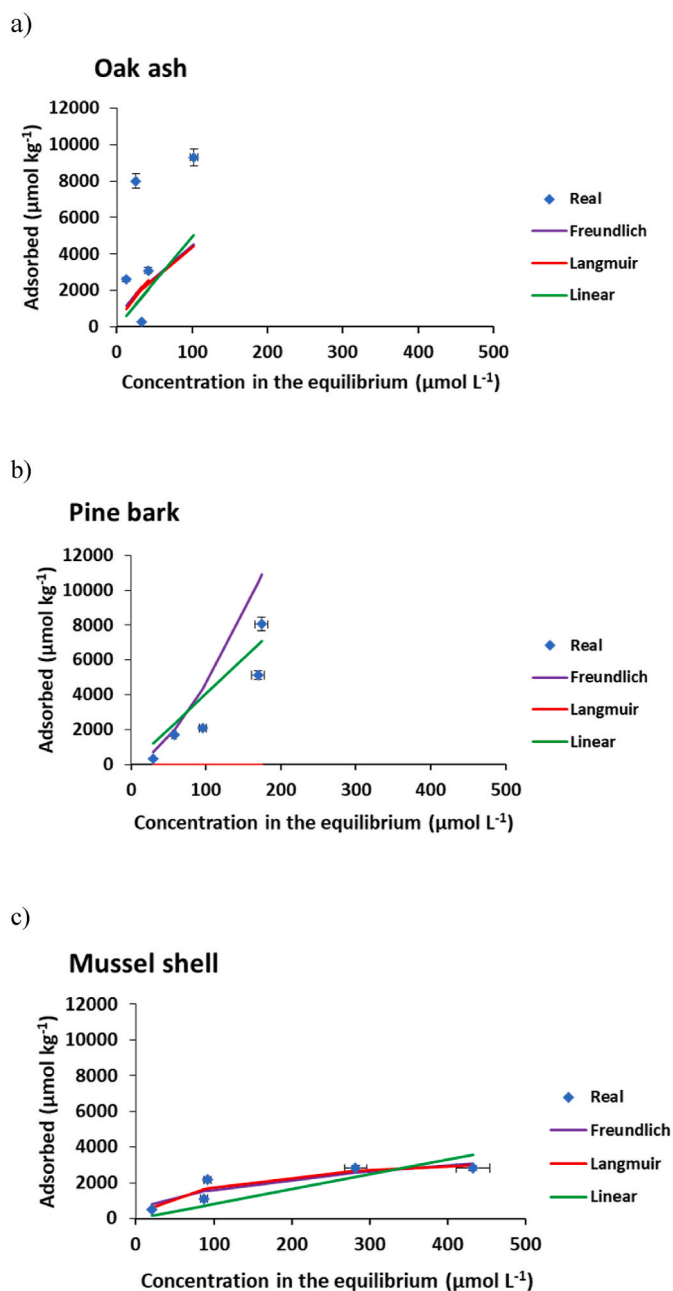 a)
Oak ash
12000
10000
8000
6000
4000
2000
0
Adsorbed (µmol kg-1)
0 100 200 300 400 500
Concentration in the equilibrium (µmol L-1)
Real
Freundlich
Langmuir
Linear
b)
Pine bark
12000
10000
8000
6000
4000
2000
0
Adsorbed (µmol kg-1)
0 100 200 300 400 500
Concentration in the equilibrium (µmol L-1)
Real
Freundlich
Langmuir
Linear
c)
Mussel shell
12000
10000
8000
6000
4000
2000
0
Adsorbed (µmol kg-1)
0 100 200 300 400 500
Concentration in the equilibrium (µmol L-1)
Real
Freundlich
Langmuir
Linear